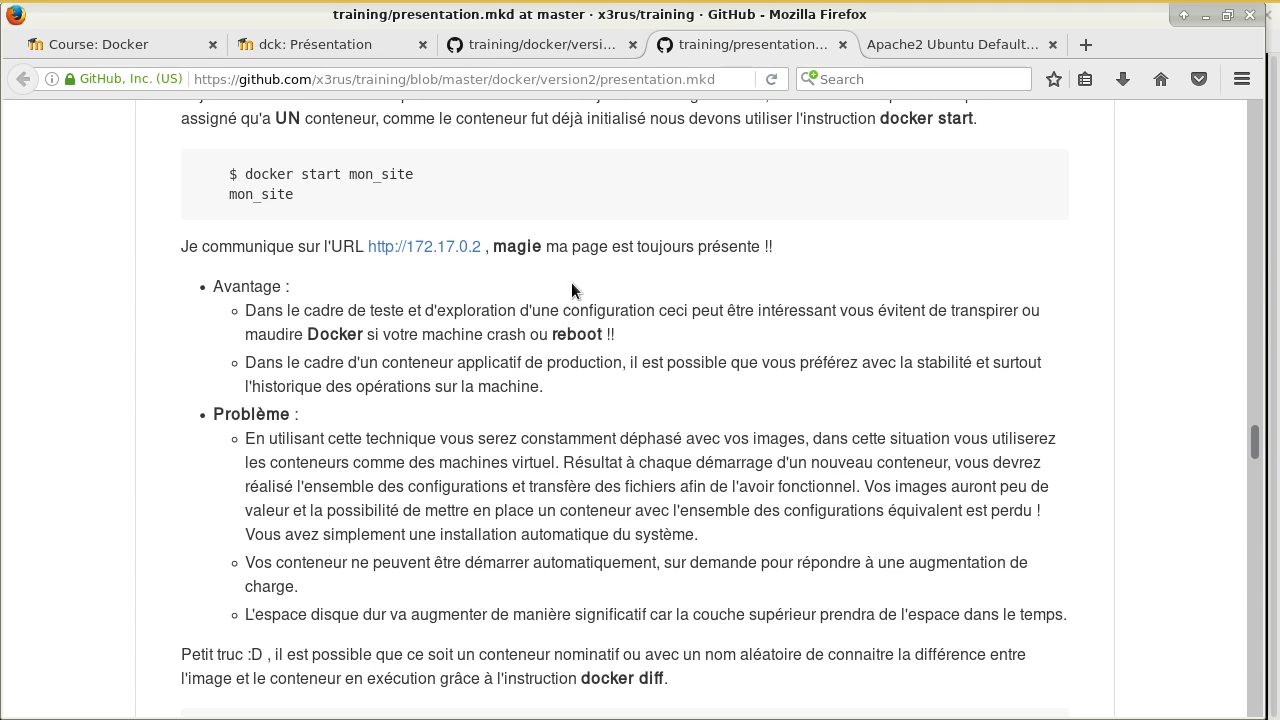 training/presentation.mkd at master · x3rus/training · GitHub - Mozilla Firefox
Course: Docker
dck: Présentation
training/docker/versi...
training/presentation...
Apache2 Ubuntu Default...
GitHub, Inc. (US)
https://github.com/x3rus/training/blob/master/docker/version2/presentation.mkd
Search
assigné qu'a UN conteneur, comme le conteneur fut déjà initialisé nous devons utiliser l'instruction docker start.
$ docker start mon_site
mon_site
Je communique sur l'URL http://172.17.0.2 , magie ma page est toujours présente !!
• Avantage :
◦ Dans le cadre de teste et d'exploration d'une configuration ceci peut être intéressant vous évitent de transpirer ou
maudire Docker si votre machine crash ou reboot !!
◦ Dans le cadre d'un conteneur applicatif de production, il est possible que vous préférez avec la stabilité et surtout
l'historique des opérations sur la machine.
• Problème :
◦ En utilisant cette technique vous serez constamment déphasé avec vos images, dans cette situation vous utiliserez
les conteneurs comme des machines virtuel. Résultat à chaque démarrage d'un nouveau conteneur, vous devrez
réalisé l'ensemble des configurations et transfère des fichiers afin de l'avoir fonctionnel. Vos images auront peu de
valeur et la possibilité de mettre en place un conteneur avec l'ensemble des configurations équivalent est perdu !
Vous avez simplement une installation automatique du système.
◦ Vos conteneur ne peuvent être démarrer automatiquement, sur demande pour répondre à une augmentation de
charge.
◦ L'espace disque dur va augmenter de manière significatif car la couche supérieur prendra de l'espace dans le temps.
Petit truc :D , il est possible que ce soit un conteneur nominatif ou avec un nom aléatoire de connaitre la différence entre
l'image et le conteneur en exécution grâce à l'instruction docker diff.